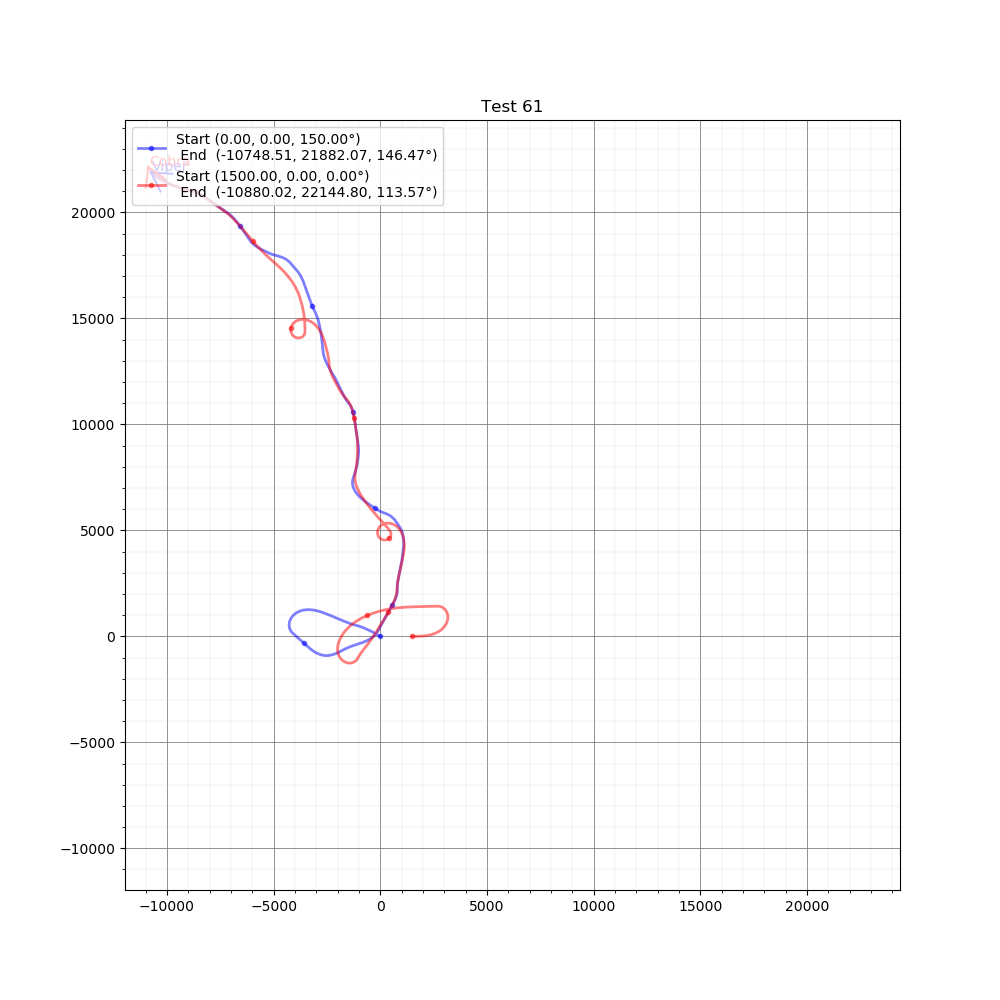 Test 61
Start (0.00, 0.00, 150.00°)
End (-10748.51, 21882.07, 146.47°)
Start (1500.00, 0.00, 0.00°)
End (-10880.02, 22144.80, 113.57°)
Cobra
Viper
20000
15000
10000
5000
0
−5000
−10000
−10000 −5000 0 5000 10000 15000 20000